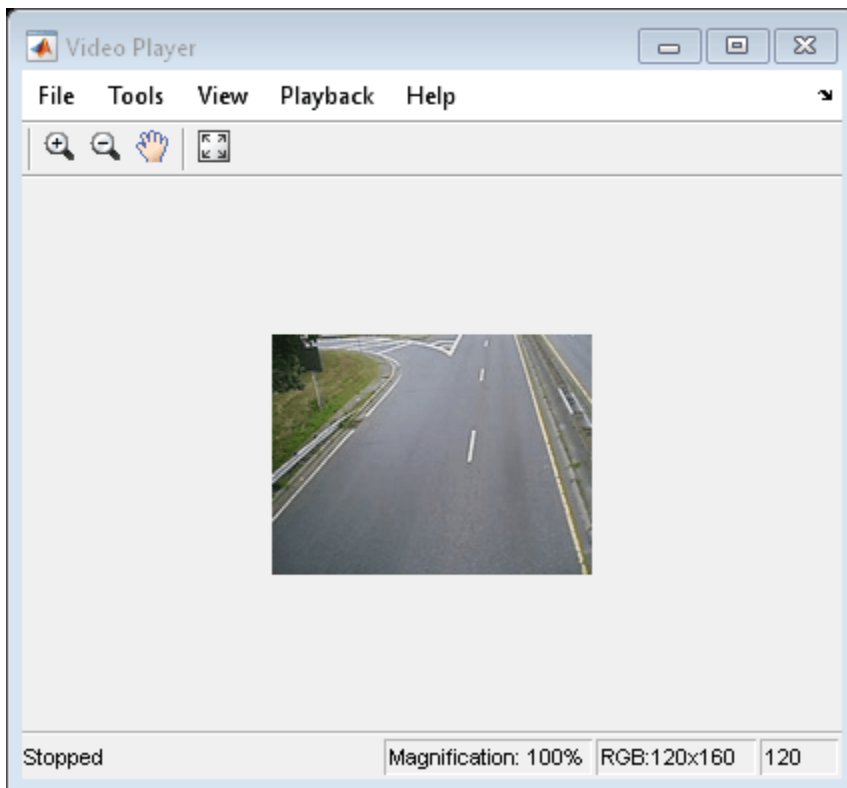 Video Player
File Tools View Playback Help
Stopped Magnification: 100% RGB:120x160 120